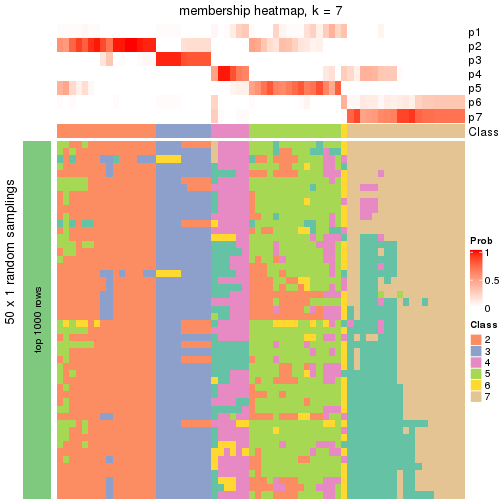 membership heatmap, k = 7
p1
p2
p3
p4
p5
p6
p7
Class
50 x 1 random samplings
top 1000 rows
Prob
1
0.5
0
Class
2
3
4
5
6
7